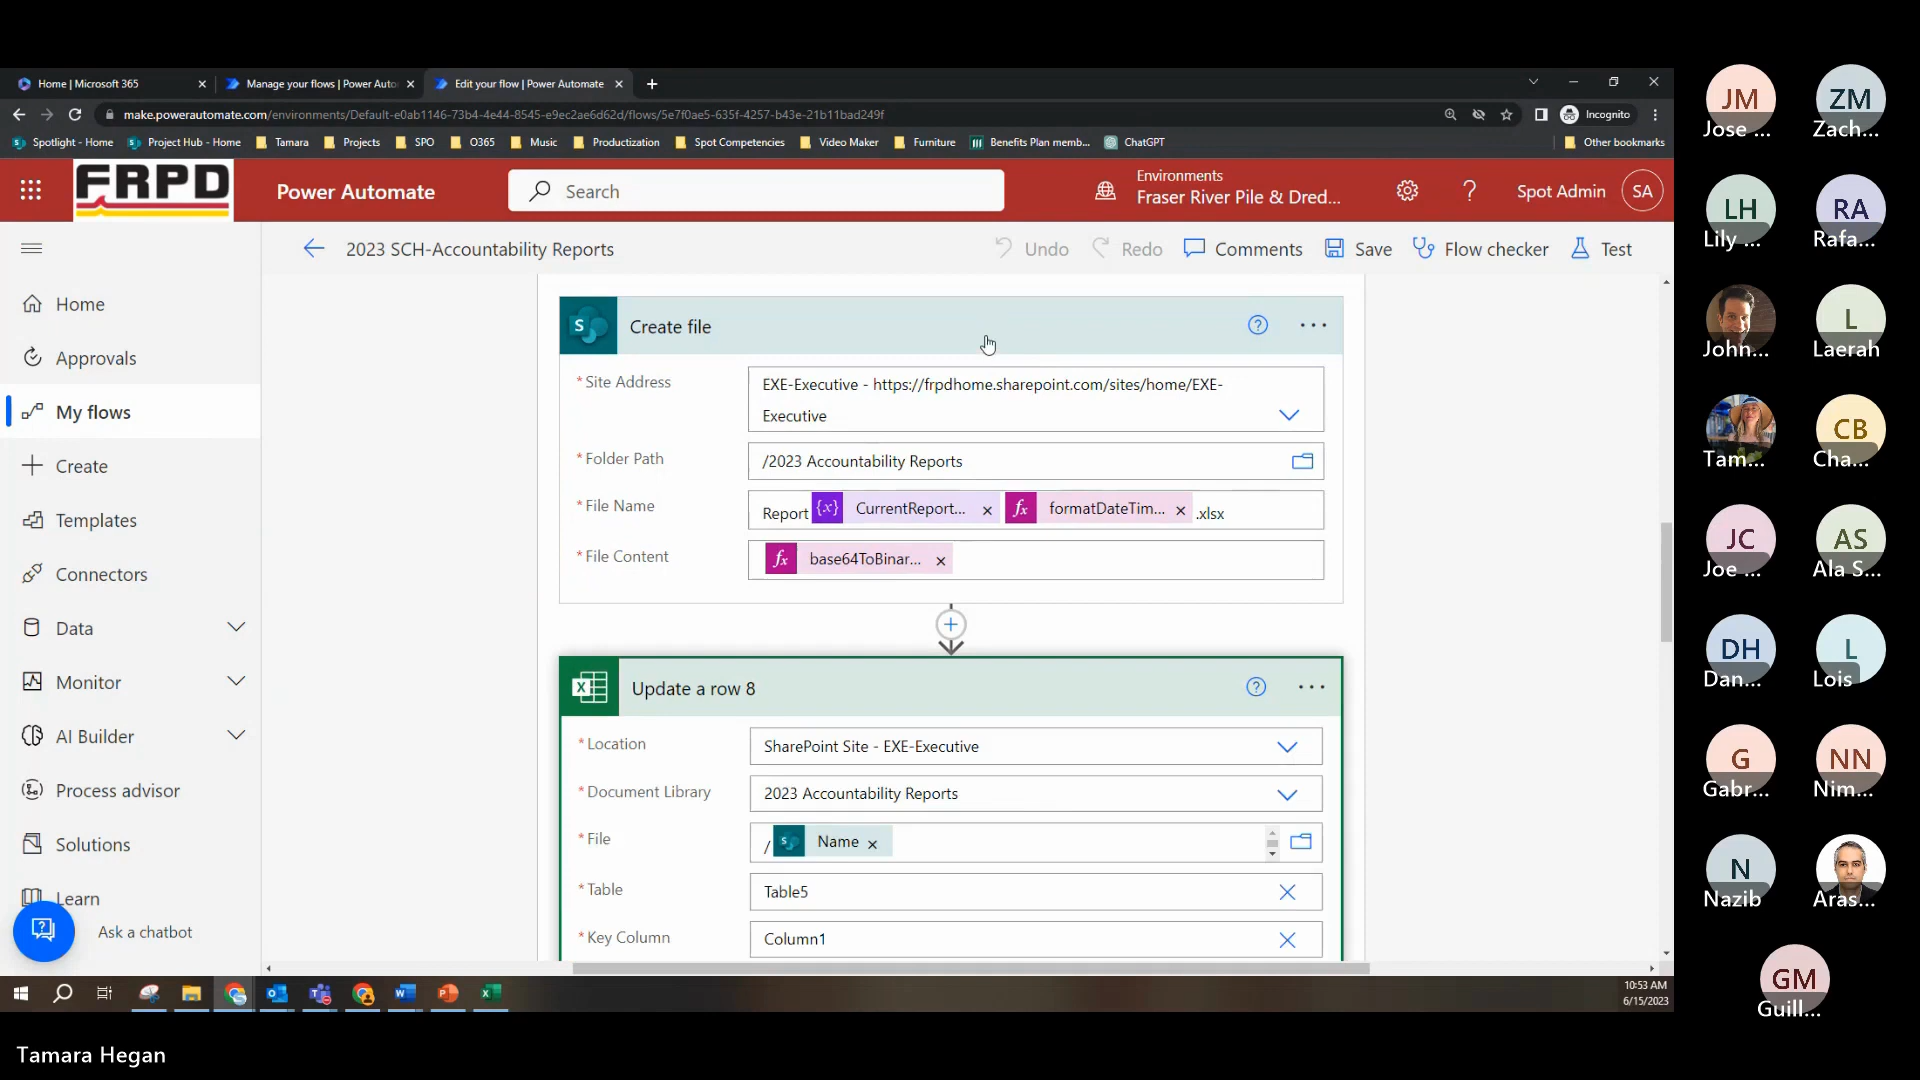 Home | Microsoft 365
Manage your flows | Power Auto
Edit your flow | Power Automate
make.powerautomate.com/environments/Default-e0ab1146-73b4-4e44-8545-e9ec2ae6d62d/flows/5e7f0ae5-635f-4257-b43e-21b11bad249f
Incognito
Spotlight - Home
Project Hub - Home
Tamara
Projects
SPO
O365
Music
Productization
Spot Competencies
Video Maker
Furniture
Benefits Plan memb...
ChatGPT
Other bookmarks
FRPD
Power Automate
Search
Environments
Fraser River Pile & Dred...
?
Spot Admin
SA
2023 SCH-Accountability Reports
Undo
Redo
Comments
Save
Flow checker
Test
Home
Approvals
My flows
Create
Templates
Connectors
Data
Monitor
AI Builder
Process advisor
Solutions
Learn
Ask a chatbot
S
Create file
?
* Site Address
EXE-Executive - https://frpdhome.sharepoint.com/sites/home/EXE-
Executive
* Folder Path
/2023 Accountability Reports
* File Name
Report {x} CurrentReport... fx formatDateTim... .xlsx
* File Content
fx base64ToBinar...
X
Update a row 8
?
* Location
SharePoint Site - EXE-Executive
* Document Library
2023 Accountability Reports
* File
/ S Name
* Table
Table5
* Key Column
Column1
10:53 AM
6/15/2023
Tamara Hegan
JM
Jose ...
ZM
Zach...
LH
Lily ...
RA
Rafa...
John...
L
Laerah
Tam...
CB
Cha...
JC
Joe ...
AS
Ala S...
DH
Dan...
L
Lois
G
Gabr...
NN
Nim...
N
Nazib
Aras...
GM
Guill...